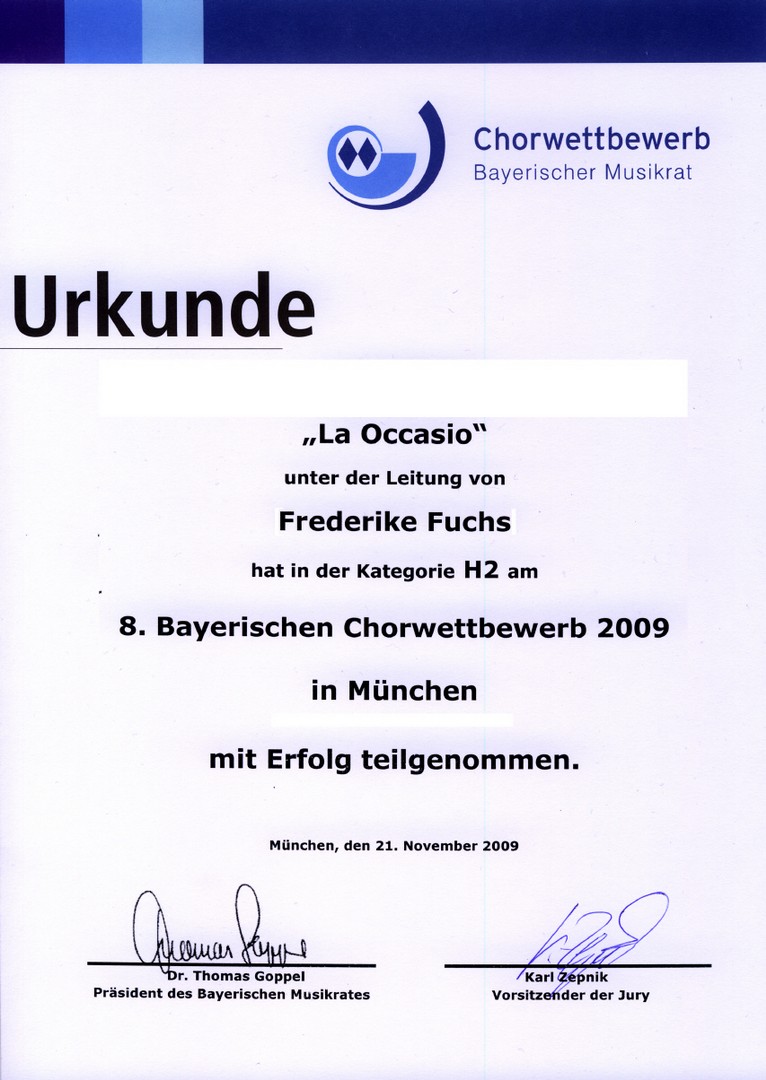 Chorwettbewerb
Bayerischer Musikrat
Urkunde
„La Occasio“
unter der Leitung von
Frederike Fuchs
hat in der Kategorie H2 am
8. Bayerischen Chorwettbewerb 2009
in München
mit Erfolg teilgenommen.
München, den 21. November 2009
Dr. Thomas Goppel
Präsident des Bayerischen Musikrates
Karl Zepnik
Vorsitzender der Jury